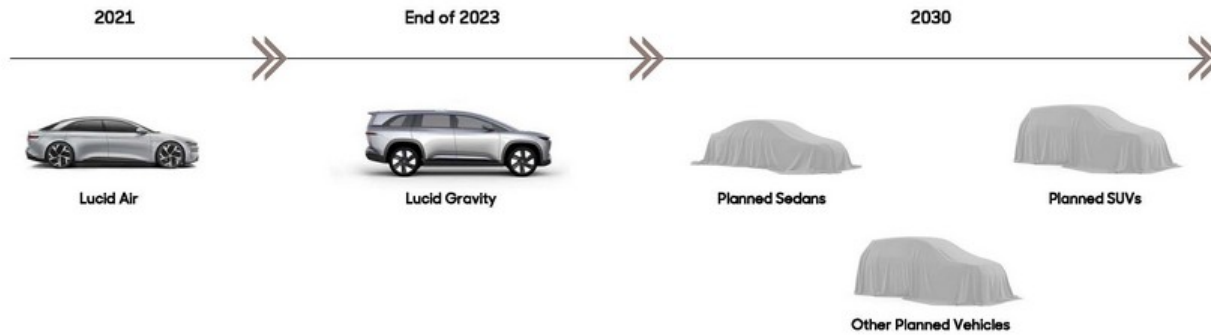 2021
End of 2023
2030
Lucid Air
Lucid Gravity
Planned Sedans
Planned SUVs
Other Planned Vehicles